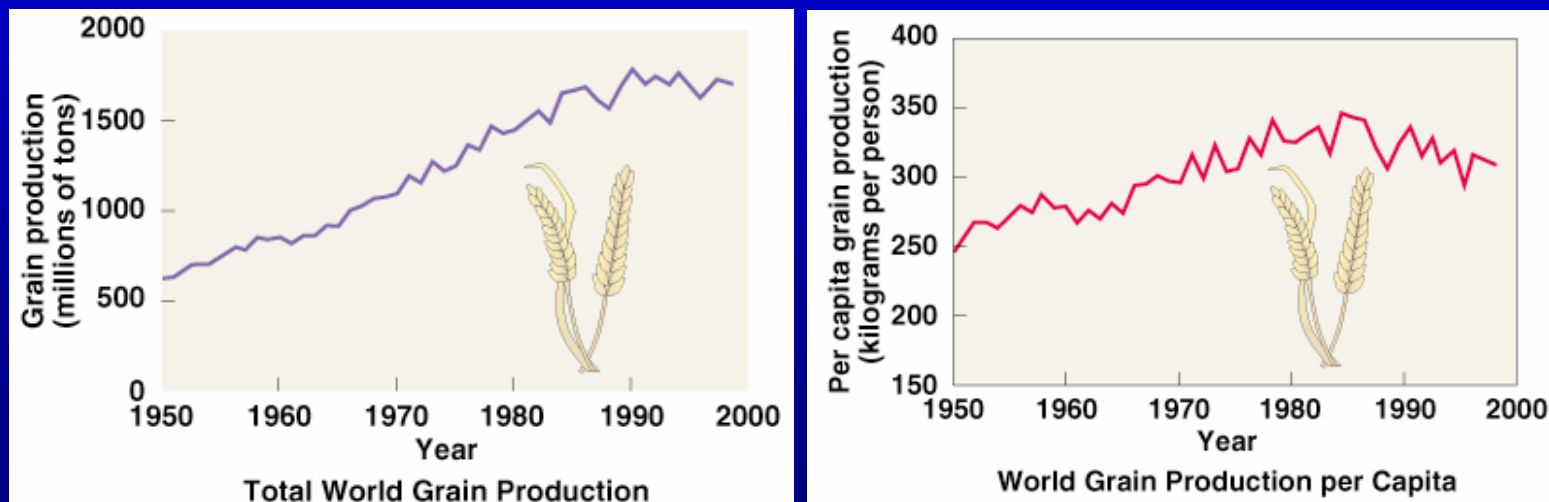 Grain production
(millions of tons)
2000
1500
1000
500
0
1950 1960 1970 1980 1990 2000
Year
Total World Grain Production
Per capita grain production
(kilograms per person)
400
350
300
250
200
150
1950 1960 1970 1980 1990 2000
Year
World Grain Production per Capita